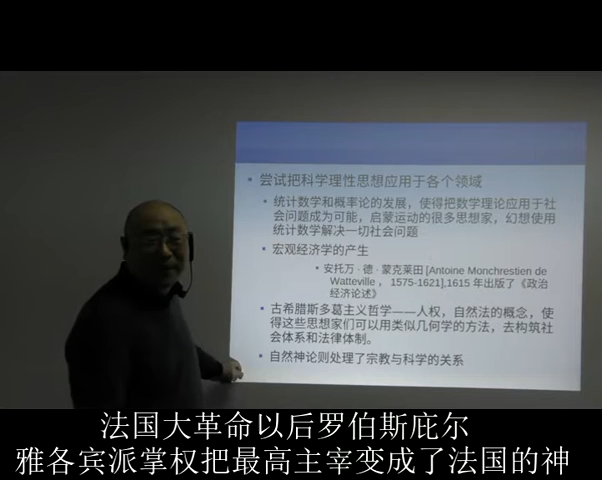 尝试把科学理性思想应用于各个领域
统计数学和概率论的发展，使得把数学理论应用于社
会问题成为可能，启蒙运动的很多思想家，幻想使用
统计数学解决一切社会问题
宏观经济学的产生
安托万·德·蒙克莱田 [Antoine Monchrestien de
Watteville ， 1575-1621],1615 年出版了《政治
经济论述》
古希腊斯多葛主义哲学——人权，自然法的概念，使
得这些思想家们可以用类似几何学的方法，去构筑社
会体系和法律体制。
自然神论则处理了宗教与科学的关系
法国大革命以后罗伯斯庇尔
雅各宾派掌权把最高主宰变成了法国的神